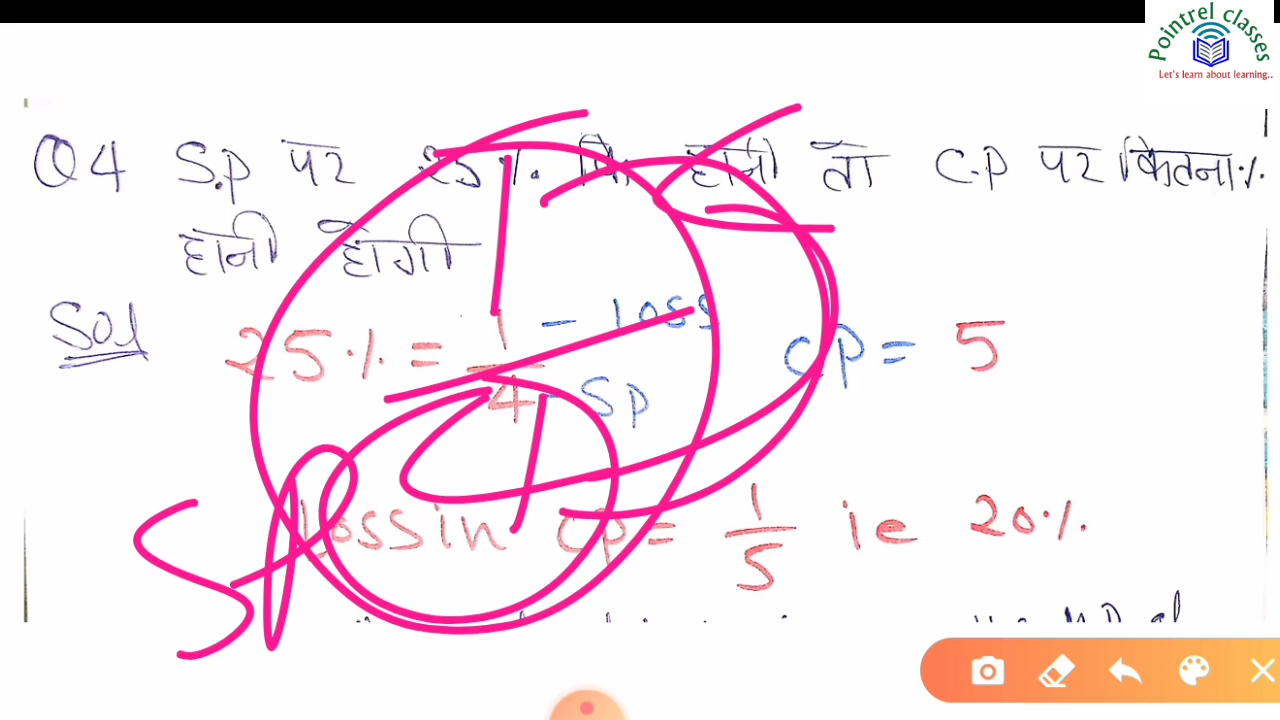 Pointrel classes
Let's learn about learning..
Q4 S.P पर 25%. कि हानी तो C.P पर कितना %.
हानी होगी
Sol 25% = 1/4 - loss - Sp CP = 5
loss in CP = 1/5 ie 20%
SP